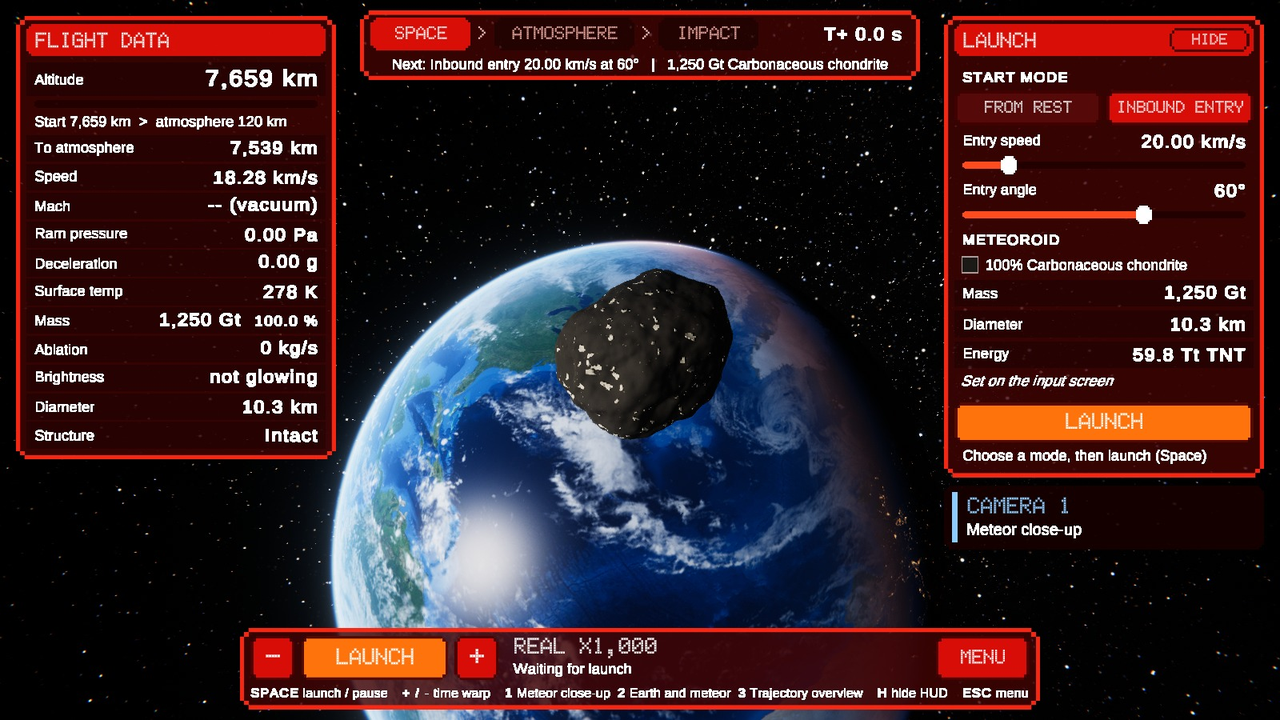 FLIGHT DATA
Altitude 7,659 km
Start 7,659 km > atmosphere 120 km
To atmosphere 7,539 km
Speed 18.28 km/s
Mach -- (vacuum)
Ram pressure 0.00 Pa
Deceleration 0.00 g
Surface temp 278 K
Mass 1,250 Gt 100.0 %
Ablation 0 kg/s
Brightness not glowing
Diameter 10.3 km
Structure Intact
SPACE > ATMOSPHERE > IMPACT T+ 0.0 s
Next: Inbound entry 20.00 km/s at 60° | 1,250 Gt Carbonaceous chondrite
LAUNCH HIDE
START MODE
FROM REST INBOUND ENTRY
Entry speed 20.00 km/s
Entry angle 60°
METEOROID
100% Carbonaceous chondrite
Mass 1,250 Gt
Diameter 10.3 km
Energy 59.8 Tt TNT
Set on the input screen
LAUNCH
Choose a mode, then launch (Space)
CAMERA 1
Meteor close-up
− LAUNCH + REAL X1,000 MENU
Waiting for launch
SPACE launch / pause + / - time warp 1 Meteor close-up 2 Earth and meteor 3 Trajectory overview H hide HUD ESC menu